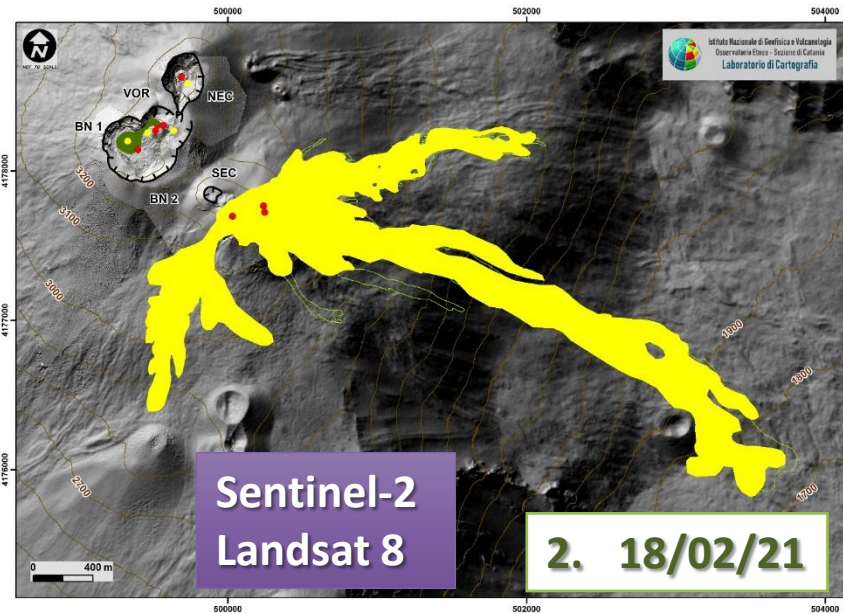 500000
502000
504000
N
NOT TO SCALE
Istituto Nazionale di Geofisica e Vulcanologia
Osservatorio Etneo - Sezione di Catania
Laboratorio di Cartografia
VOR
NEC
BN 1
SEC
BN 2
4178000
3200
3100
3000
4177000
1900
1800
4176000
2700
1700
Sentinel-2
Landsat 8
2. 18/02/21
0 400 m
500000
502000
504000